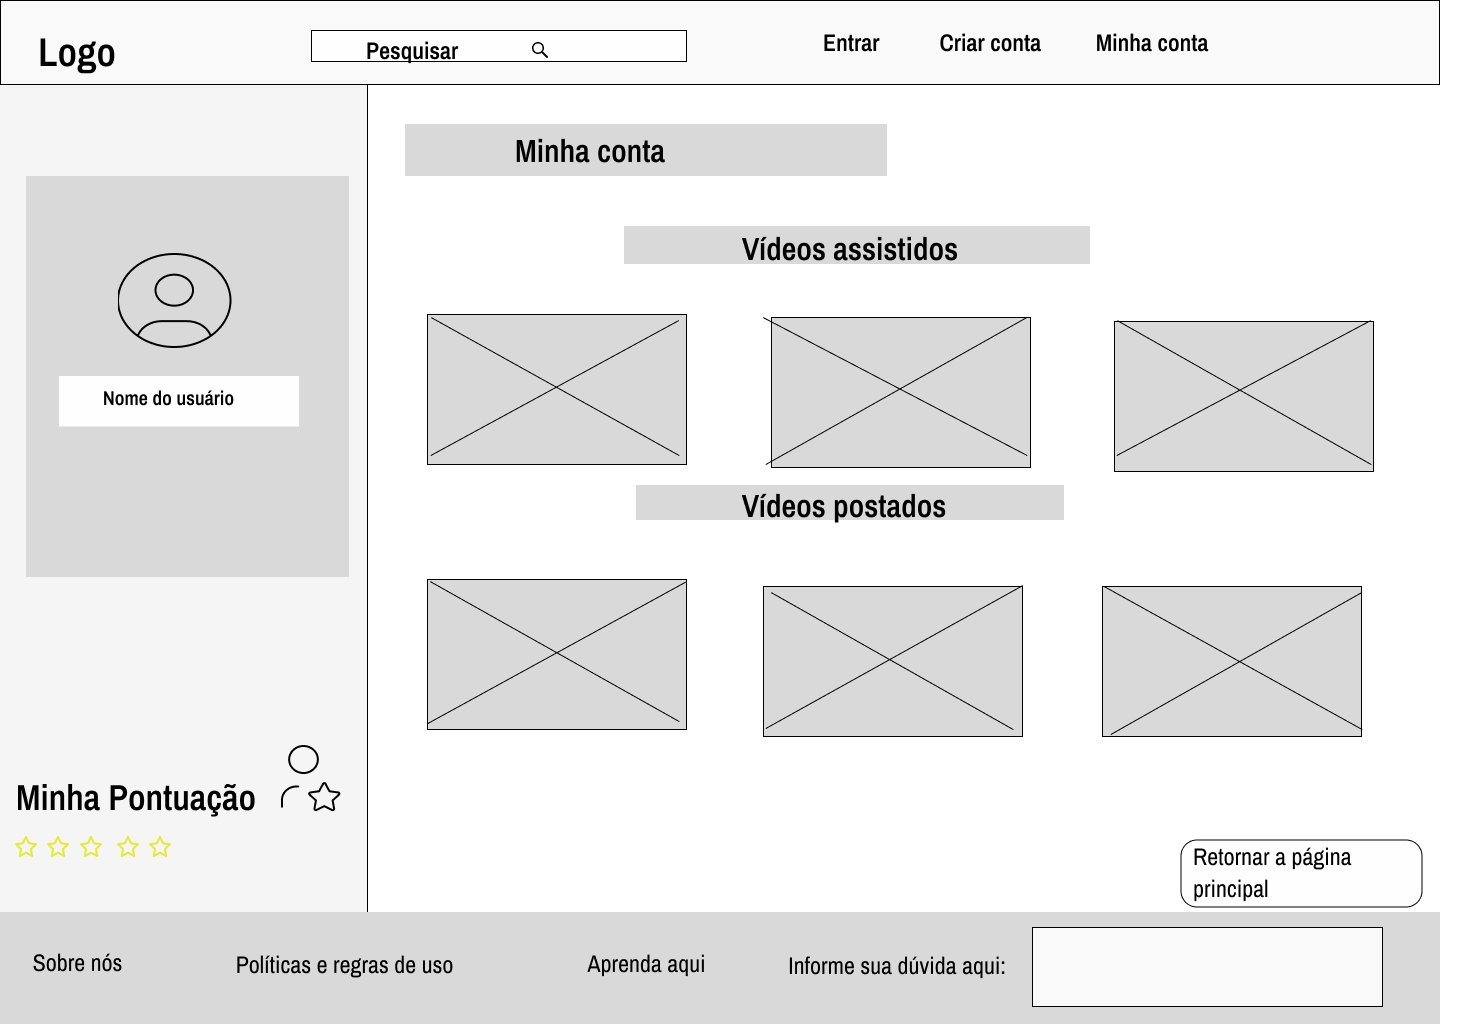 Logo
Pesquisar
Entrar
Criar conta
Minha conta
Minha conta
Vídeos assistidos
Nome do usuário
Vídeos postados
Minha Pontuação
Retornar a página
principal
Sobre nós
Políticas e regras de uso
Aprenda aqui
Informe sua dúvida aqui: